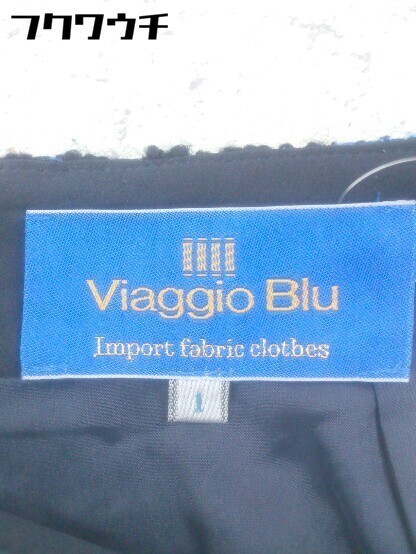 フクワウチ
Viaggio Blu
Import fabric clothes
1